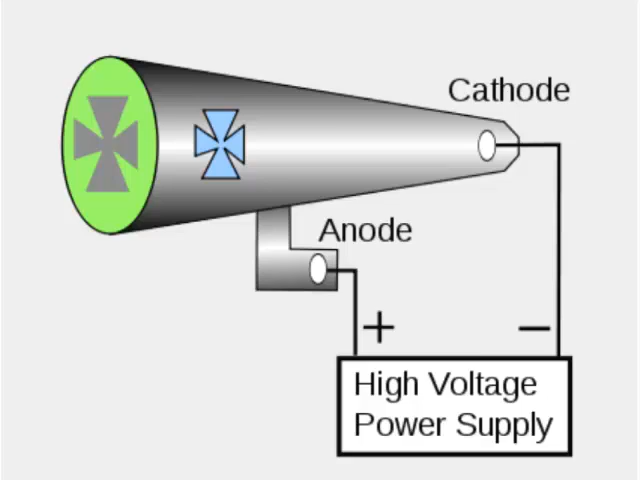 Cathode
Anode
+ −
High Voltage
Power Supply